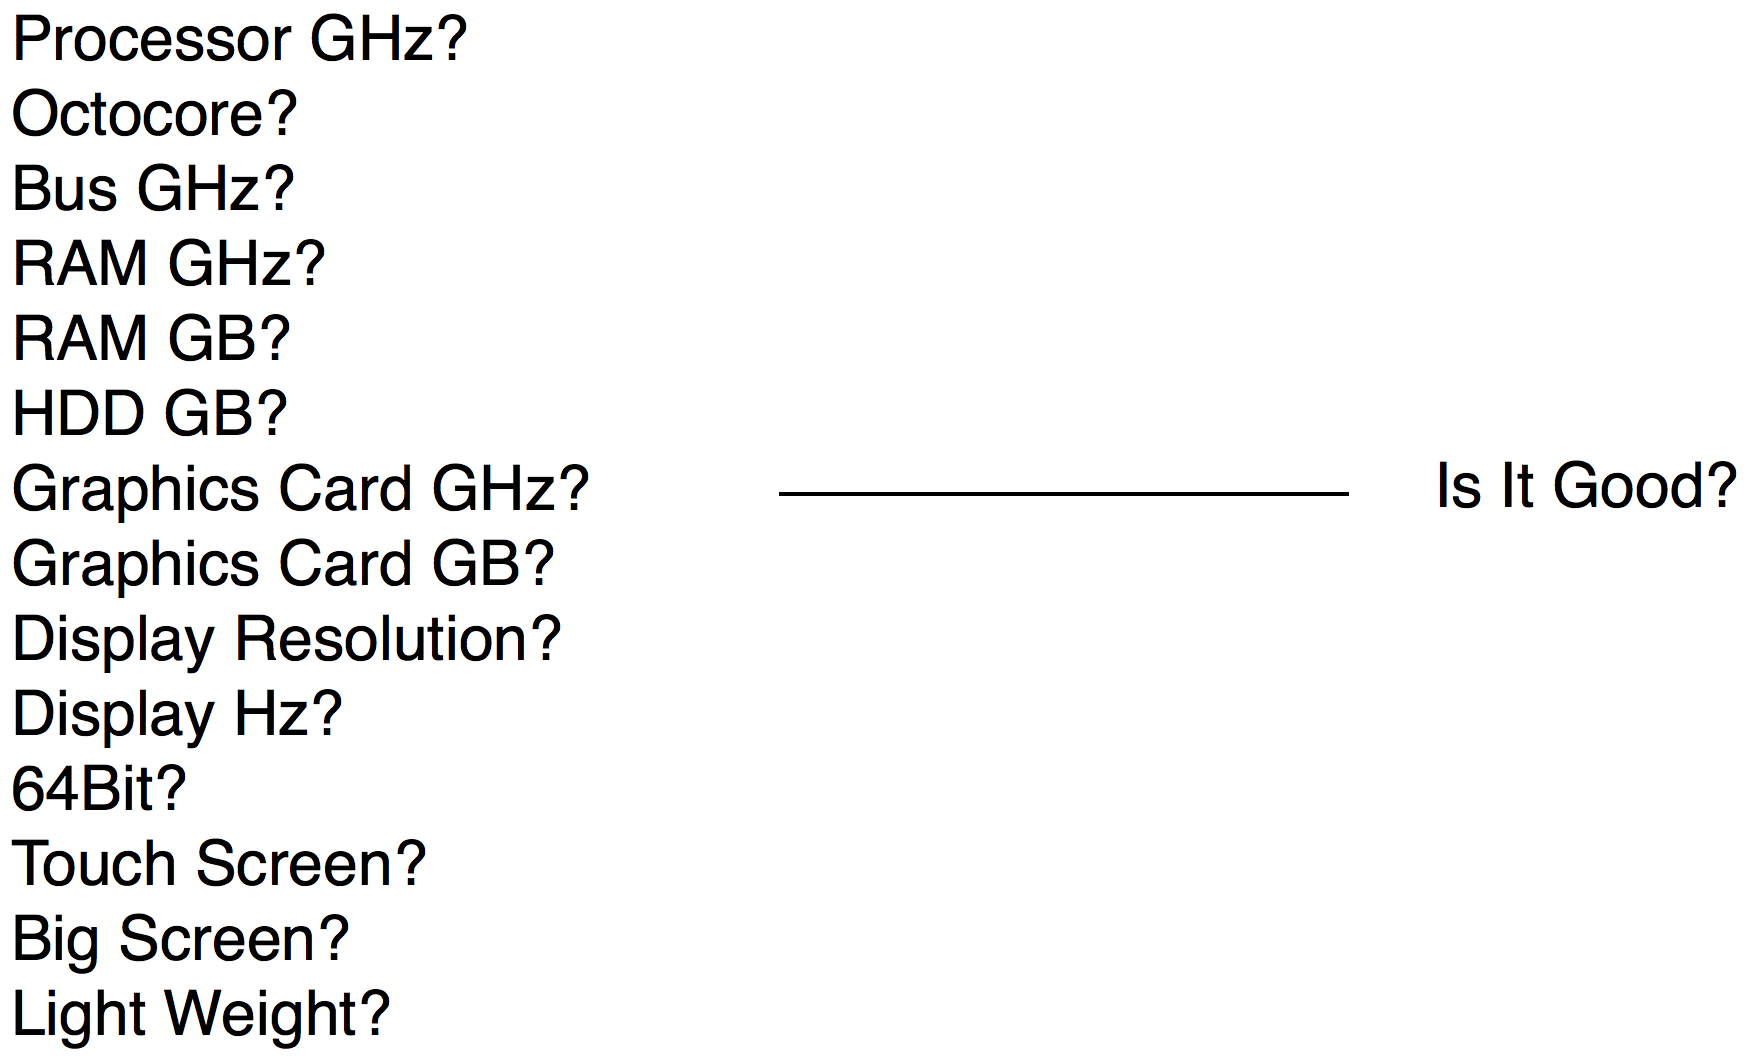 Processor GHz?
Octocore?
Bus GHz?
RAM GHz?
RAM GB?
HDD GB?
Graphics Card GHz?
Graphics Card GB?
Display Resolution?
Display Hz?
64Bit?
Touch Screen?
Big Screen?
Light Weight?
Is It Good?